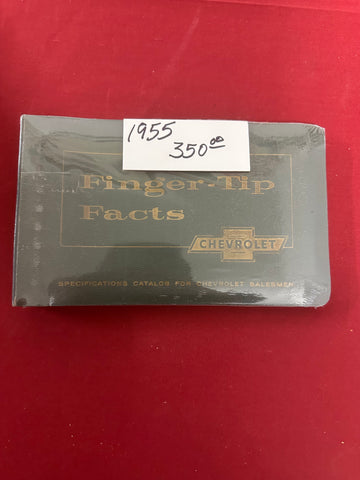 1955
350⁰⁰
Finger-Tip
Facts
CHEVROLET
SPECIFICATIONS CATALOG FOR CHEVROLET SALESMEN